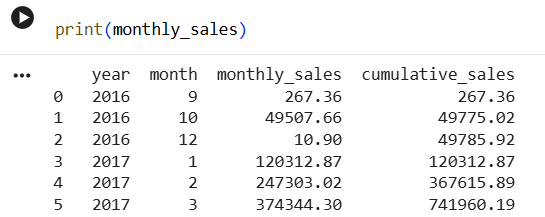 print(monthly_sales)
... year month monthly_sales cumulative_sales
0 2016 9 267.36 267.36
1 2016 10 49507.66 49775.02
2 2016 12 10.90 49785.92
3 2017 1 120312.87 120312.87
4 2017 2 247303.02 367615.89
5 2017 3 374344.30 741960.19